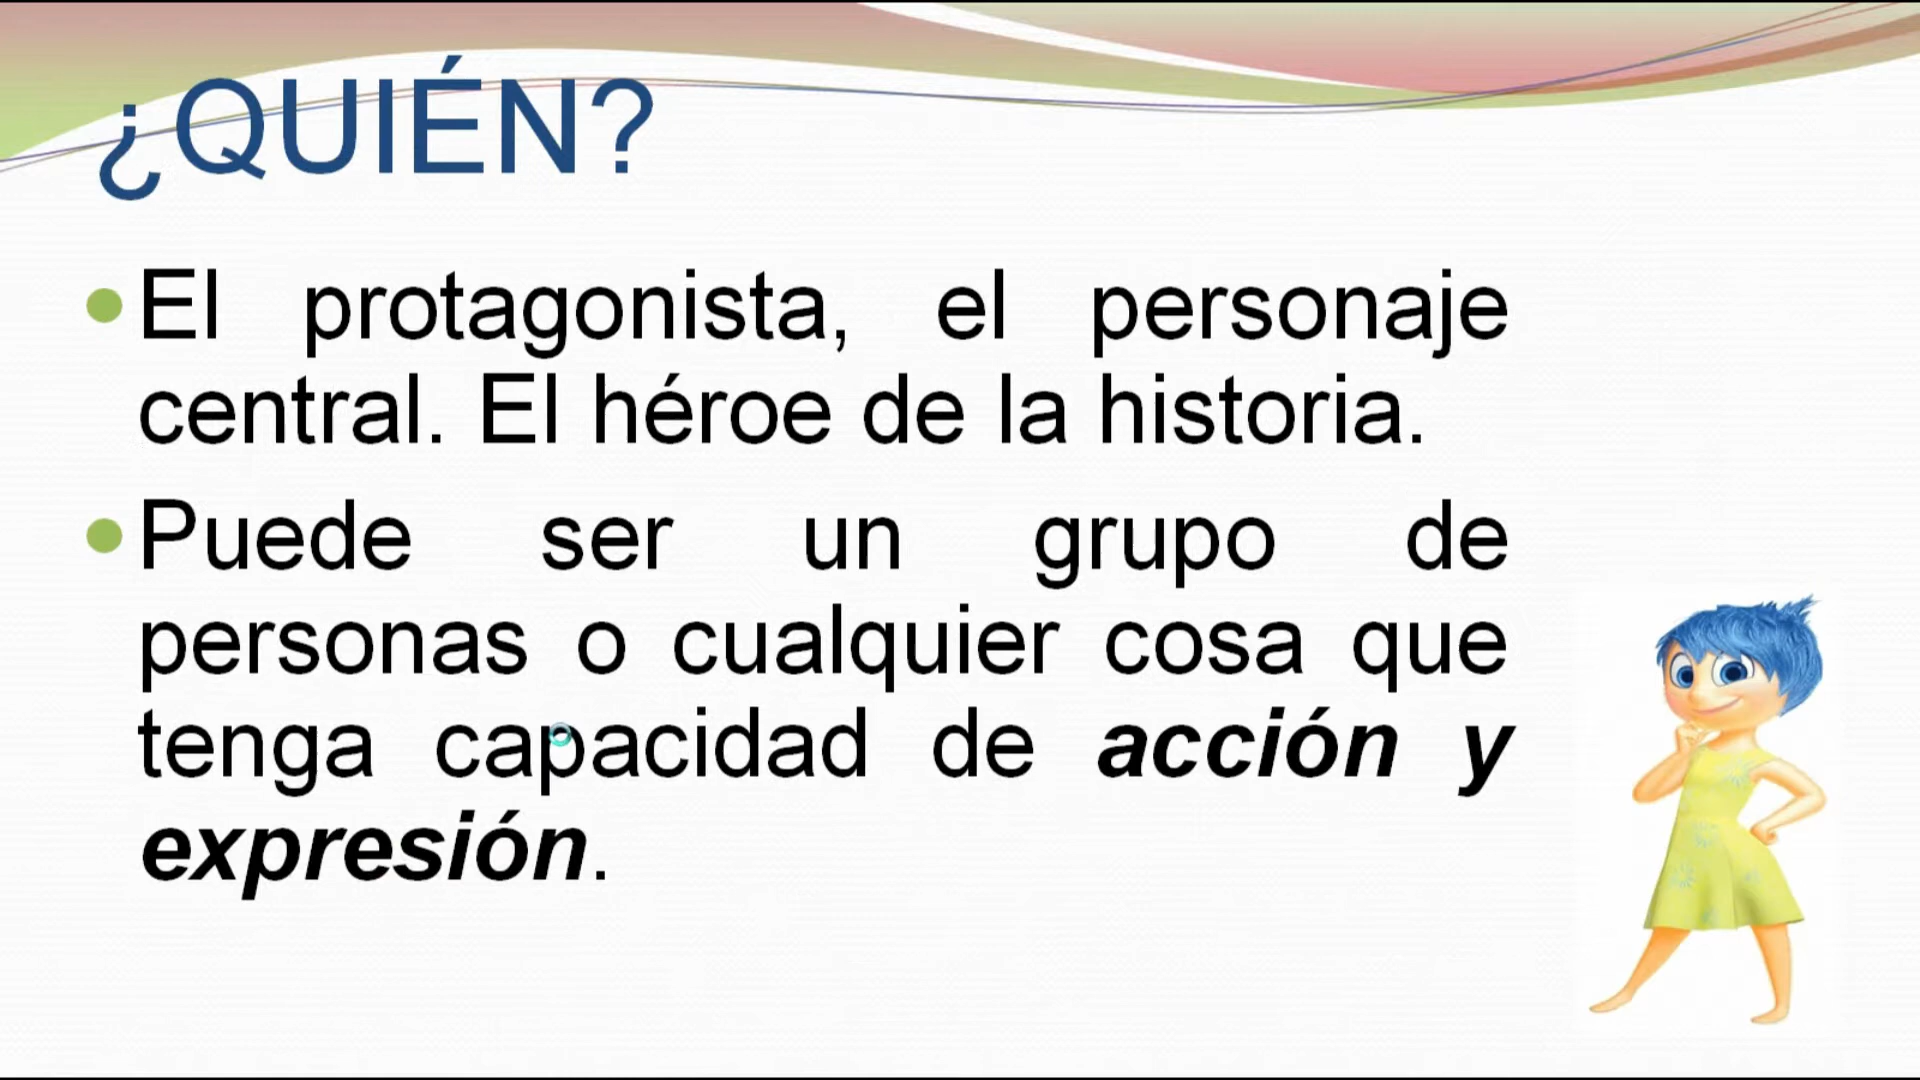 ¿QUIÉN?
El protagonista, el personaje
central. El héroe de la historia.
Puede ser un grupo de
personas o cualquier cosa que
tenga capacidad de acción y
expresión.